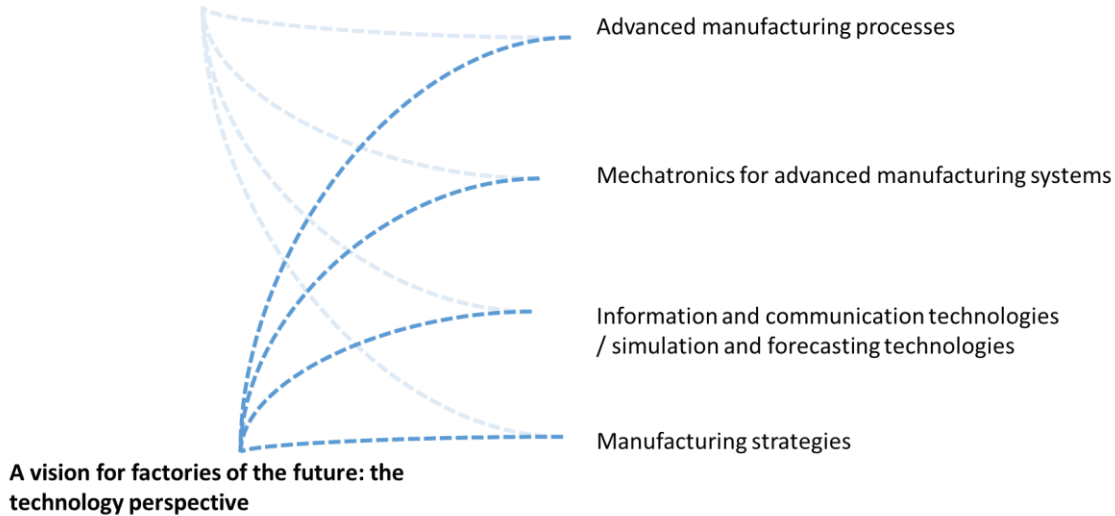 Advanced manufacturing processes
Mechatronics for advanced manufacturing systems
Information and communication technologies
/ simulation and forecasting technologies
Manufacturing strategies
A vision for factories of the future: the
technology perspective